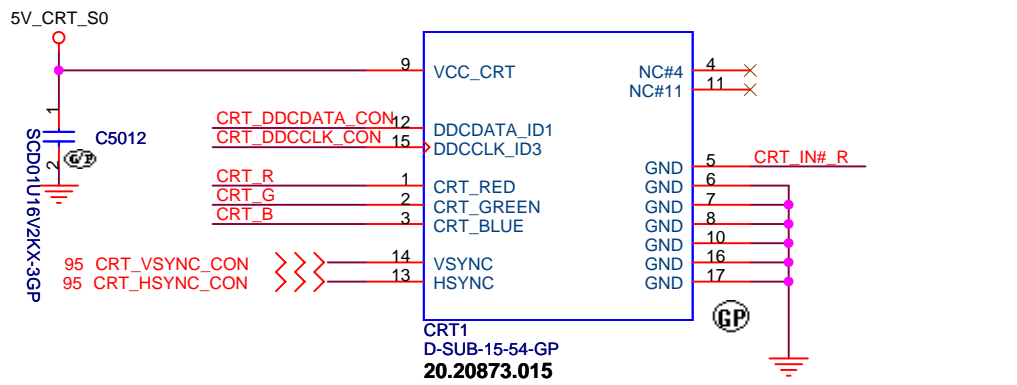 5V_CRT_S0
9 VCC_CRT
NC#4 4
NC#11 11
1
C5012
2
SCD01U16V2KX-3GP
G/P
CRT_DDCDATA_CON 12 DDCDATA_ID1
CRT_DDCCLK_CON 15 DDCCLK_ID3
GND 5 CRT_IN#_R
CRT_R 1 CRT_RED
GND 6
CRT_G 2 CRT_GREEN
GND 7
CRT_B 3 CRT_BLUE
GND 8
GND 10
95 CRT_VSYNC_CON 14 VSYNC
GND 16
95 CRT_HSYNC_CON 13 HSYNC
GND 17
GP
CRT1
D-SUB-15-54-GP
20.20873.015